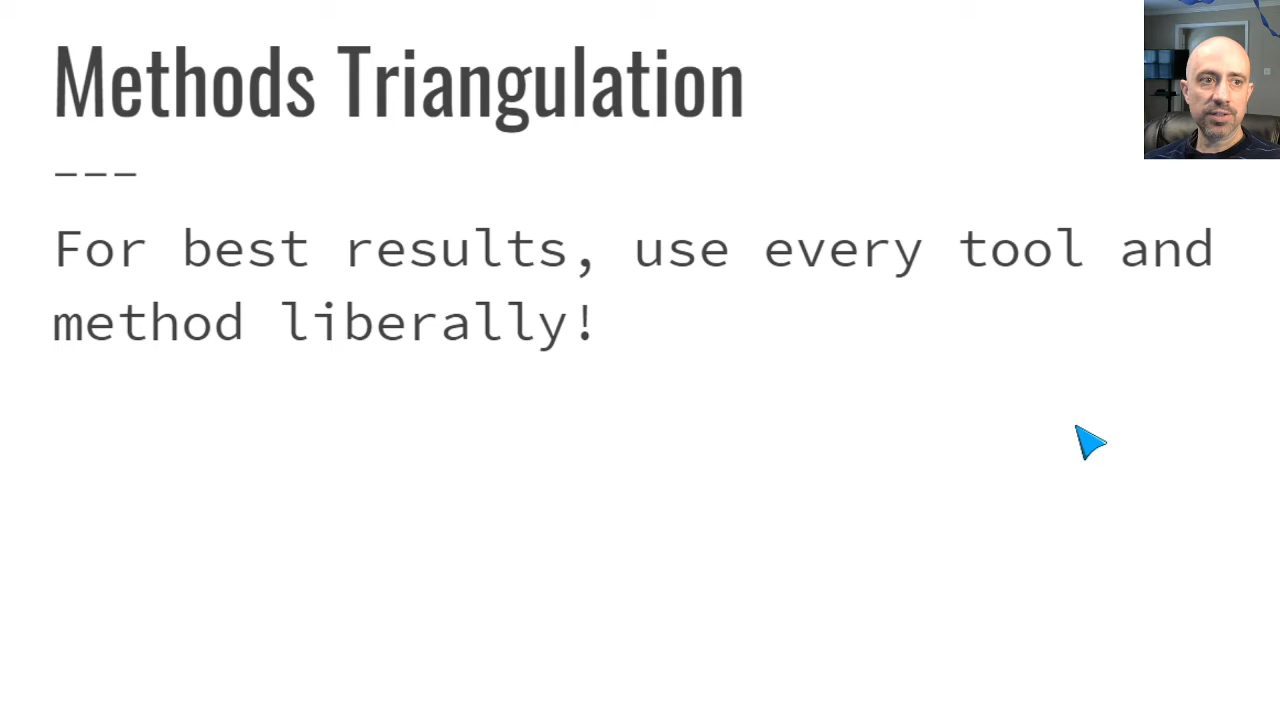 Methods Triangulation
---
For best results, use every tool and
method liberally!